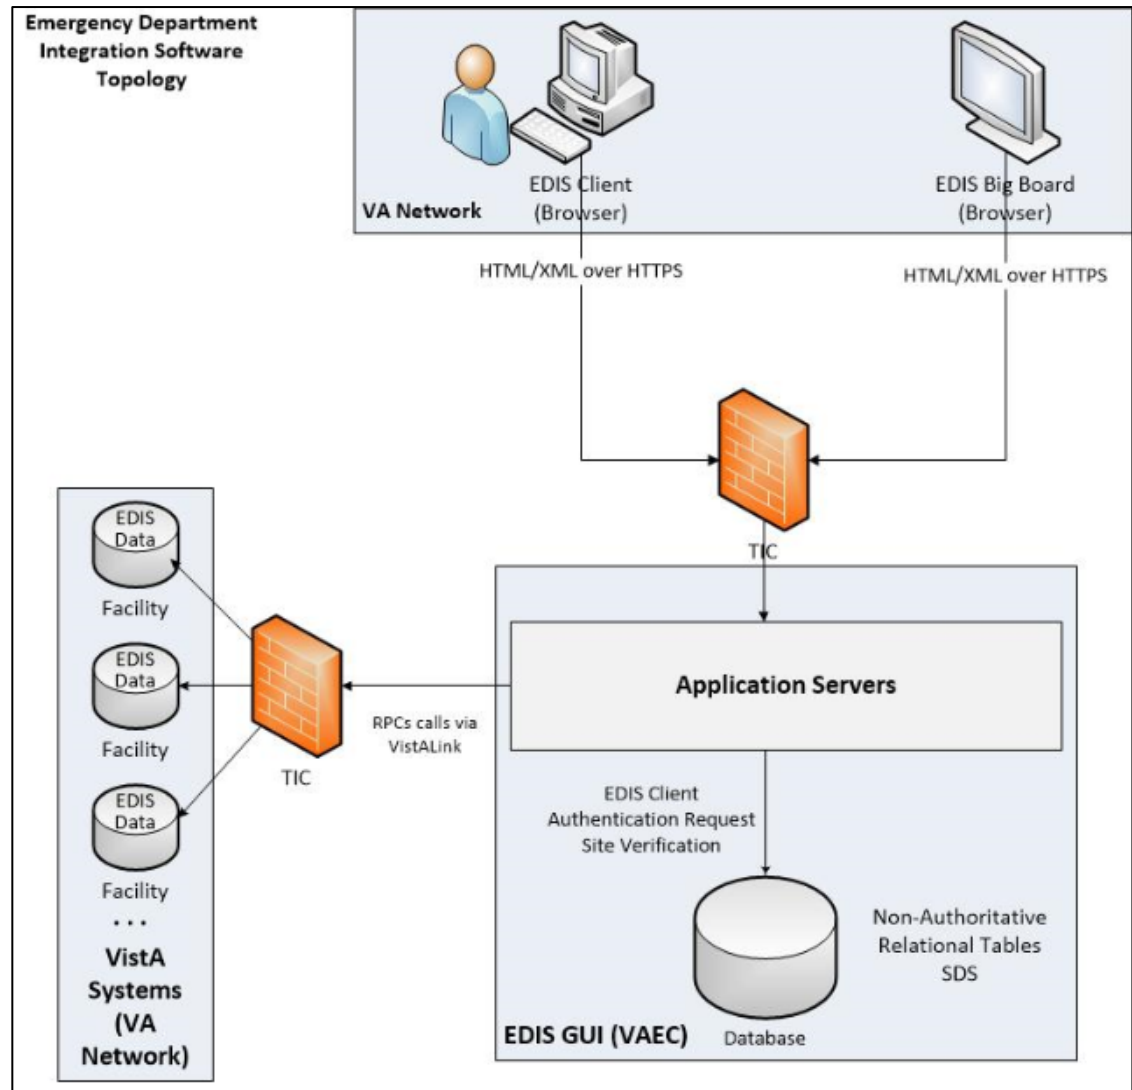 Emergency Department
Integration Software
Topology
EDIS Client
(Browser)
EDIS Big Board
(Browser)
VA Network
HTML/XML over HTTPS
HTML/XML over HTTPS
TIC
EDIS
Data
Facility
EDIS
Data
Facility
EDIS
Data
Facility
...
VistA
Systems
(VA
Network)
TIC
RPCs calls via
VistALink
Application Servers
EDIS Client
Authentication Request
Site Verification
Non-Authoritative
Relational Tables
SDS
Database
EDIS GUI (VAEC)